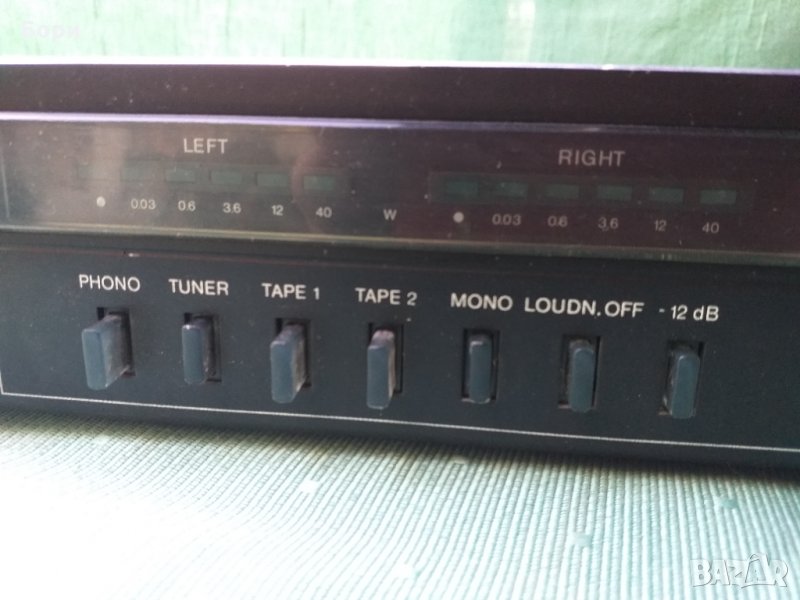 Бори
LEFT
RIGHT
0.03 0.6 3.6 12 40 W
0.03 0.6 3.6 12 40
PHONO TUNER TAPE 1 TAPE 2 MONO LOUDN. OFF - 12 dB
BAZAR